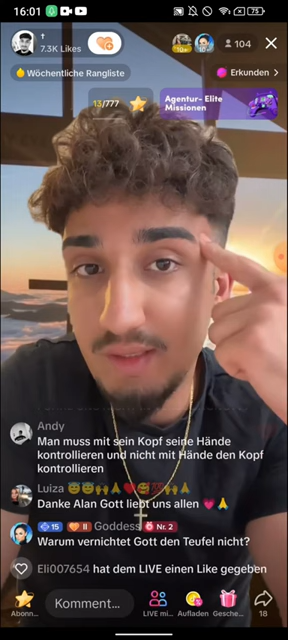 16:01
75
†
7.3K Likes
104
Wöchentliche Rangliste
Erkunden >
13/777
Agentur- Elite
Missionen
Andy
Man muss mit sein Kopf seine Hände
kontrollieren und nicht mit Hände den Kopf
kontrollieren
Luiza 😇😇🙌🙏❤️🥰💯🙌🙏
Danke Alan Gott liebt uns allen 💗🙏
15 II Goddess Nr. 2
Warum vernichtet Gott den Teufel nicht?
Eli007654 hat dem LIVE einen Like gegeben
Abonn... Kommentar... LIVE mi... Aufladen Gesche... 18